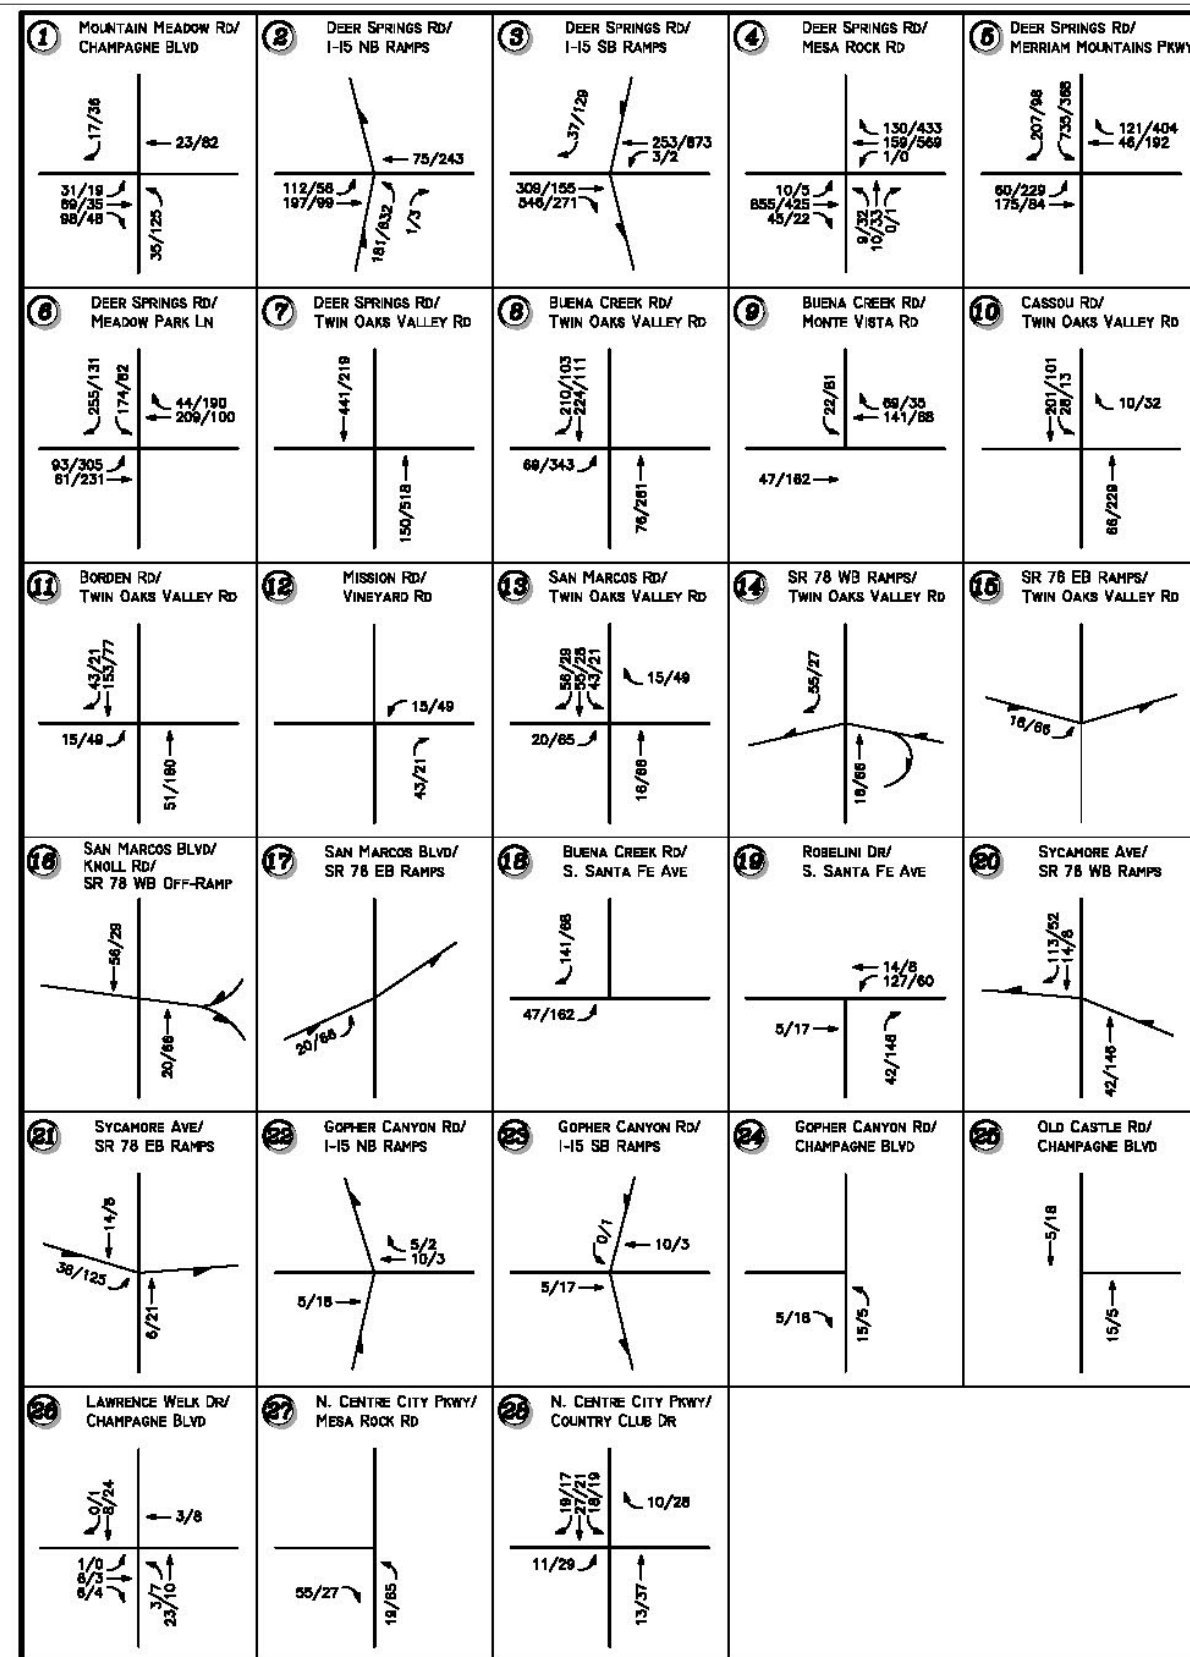 1
MOUNTAIN MEADOW RD/
CHAMPAGNE BLVD
17/36
23/82
31/19
69/35
98/48
35/125
2
DEER SPRINGS RD/
I-15 NB RAMPS
75/243
112/56
197/99
181/632
1/3
3
DEER SPRINGS RD/
I-15 SB RAMPS
37/129
253/873
3/2
309/155
546/271
4
DEER SPRINGS RD/
MESA ROCK RD
130/433
159/569
1/0
10/5
855/425
45/22
9/32
10/33
0/1
5
DEER SPRINGS RD/
MERRIAM MOUNTAINS PKWY
207/98
735/368
121/404
46/192
60/229
175/84
6
DEER SPRINGS RD/
MEADOW PARK LN
255/131
174/82
44/190
209/100
93/305
61/231
7
DEER SPRINGS RD/
TWIN OAKS VALLEY RD
441/219
150/518
8
BUENA CREEK RD/
TWIN OAKS VALLEY RD
210/103
224/111
69/343
76/261
9
BUENA CREEK RD/
MONTE VISTA RD
22/81
69/35
141/68
47/162
10
CASSOU RD/
TWIN OAKS VALLEY RD
201/101
26/13
10/32
66/229
11
BORDEN RD/
TWIN OAKS VALLEY RD
43/21
153/77
15/49
51/180
12
MISSION RD/
VINEYARD RD
15/49
43/21
13
SAN MARCOS RD/
TWIN OAKS VALLEY RD
56/29
55/28
43/21
15/49
20/65
16/66
14
SR 78 WB RAMPS/
TWIN OAKS VALLEY RD
55/27
16/66
15
SR 78 EB RAMPS/
TWIN OAKS VALLEY RD
16/66
16
SAN MARCOS BLVD/
KNOLL RD/
SR 78 WB OFF-RAMP
56/29
20/66
17
SAN MARCOS BLVD/
SR 78 EB RAMPS
20/66
18
BUENA CREEK RD/
S. SANTA FE AVE
141/68
47/162
19
ROBELINI DR/
S. SANTA FE AVE
14/8
127/60
5/17
42/146
20
SYCAMORE AVE/
SR 78 WB RAMPS
113/52
14/8
42/146
21
SYCAMORE AVE/
SR 78 EB RAMPS
14/8
36/125
6/21
22
GOPHER CANYON RD/
I-15 NB RAMPS
5/2
10/3
5/16
23
GOPHER CANYON RD/
I-15 SB RAMPS
0/1
10/3
5/17
24
GOPHER CANYON RD/
CHAMPAGNE BLVD
5/18
15/5
25
OLD CASTLE RD/
CHAMPAGNE BLVD
5/18
15/5
26
LAWRENCE WELK DR/
CHAMPAGNE BLVD
0/1
8/24
3/8
1/0
6/3
8/4
3/7
23/10
27
N. CENTRE CITY PKWY/
MESA ROCK RD
55/27
19/65
28
N. CENTRE CITY PKWY/
COUNTRY CLUB DR
19/17
27/21
18/19
10/28
11/29
13/37